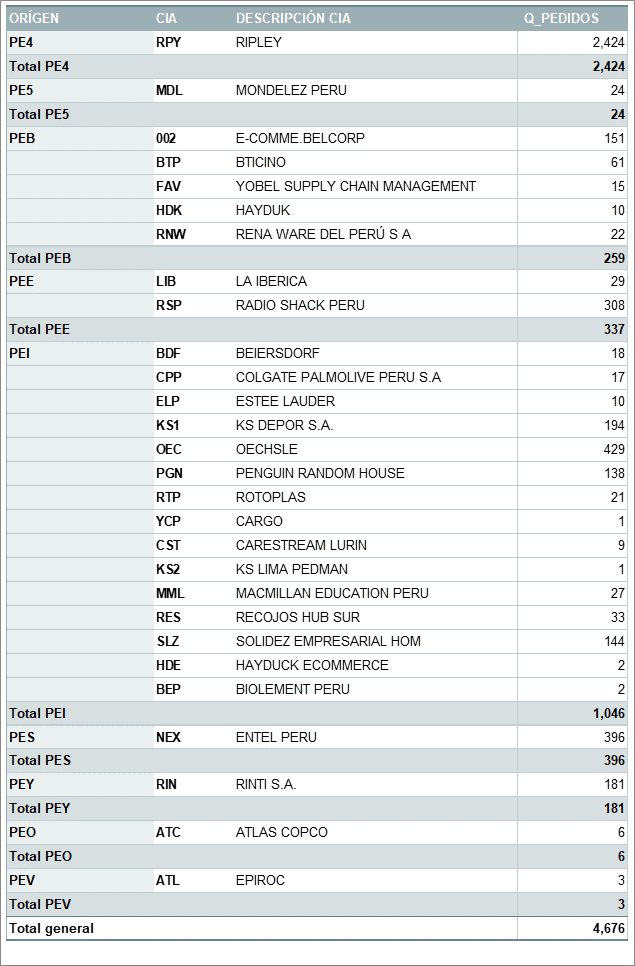 ORÍGEN CIA DESCRIPCIÓN CIA Q_PEDIDOS
PE4 RPY RIPLEY 2,424
Total PE4 2,424
PE5 MDL MONDELEZ PERU 24
Total PE5 24
PEB 002 E-COMME.BELCORP 151
BTP BTICINO 61
FAV YOBEL SUPPLY CHAIN MANAGEMENT 15
HDK HAYDUK 10
RNW RENA WARE DEL PERÚ S A 22
Total PEB 259
PEE LIB LA IBERICA 29
RSP RADIO SHACK PERU 308
Total PEE 337
PEI BDF BEIERSDORF 18
CPP COLGATE PALMOLIVE PERU S.A 17
ELP ESTEE LAUDER 10
KS1 KS DEPOR S.A. 194
OEC OECHSLE 429
PGN PENGUIN RANDOM HOUSE 138
RTP ROTOPLAS 21
YCP CARGO 1
CST CARESTREAM LURIN 9
KS2 KS LIMA PEDMAN 1
MML MACMILLAN EDUCATION PERU 27
RES RECOJOS HUB SUR 33
SLZ SOLIDEZ EMPRESARIAL HOM 144
HDE HAYDUCK ECOMMERCE 2
BEP BIOLEMENT PERU 2
Total PEI 1,046
PES NEX ENTEL PERU 396
Total PES 396
PEY RIN RINTI S.A. 181
Total PEY 181
PEO ATC ATLAS COPCO 6
Total PEO 6
PEV ATL EPIROC 3
Total PEV 3
Total general 4,676